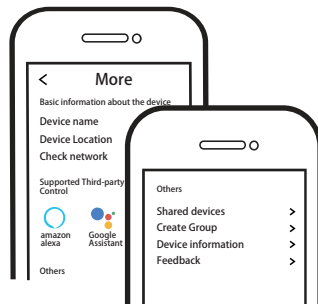 <
More
Basic information about the device
Device name
Device Location
Check network
Supported Third-party
Control
amazon
alexa
Google
Assistant
Others
Others
Shared devices >
Create Group >
Device information >
Feedback >